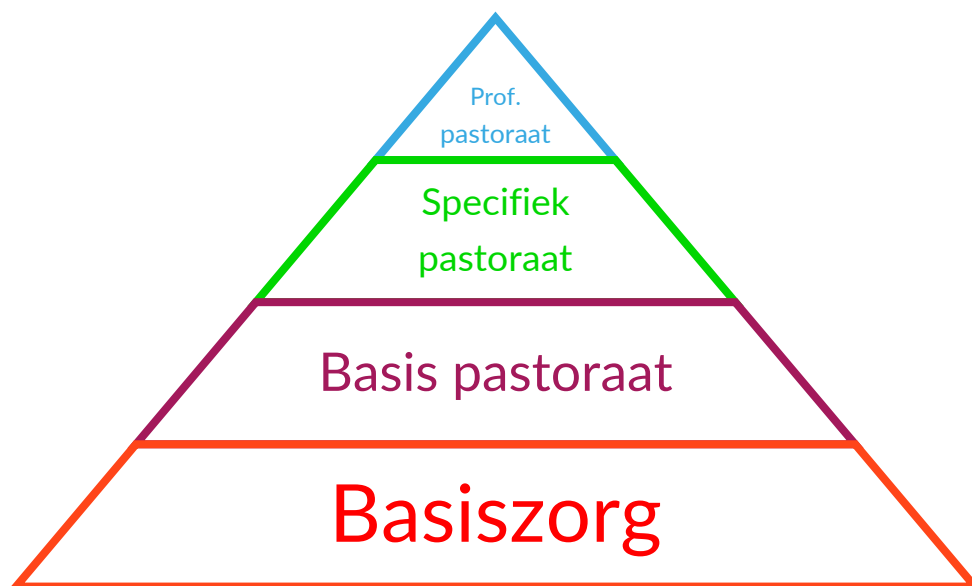 Prof.
pastoraat
Specifiek
pastoraat
Basis pastoraat
Basiszorg